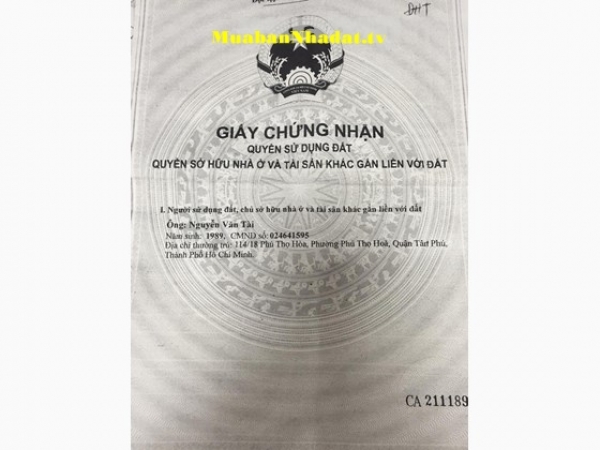 ĐHT
MuabanNhadat.tv
GIẤY CHỨNG NHẬN
QUYỀN SỬ DỤNG ĐẤT
QUYỀN SỞ HỮU NHÀ Ở VÀ TÀI SẢN KHÁC GẮN LIỀN VỚI ĐẤT
I. Người sử dụng đất, chủ sở hữu nhà ở và tài sản khác gắn liền với đất
Ông: Nguyễn Văn Tài
Năm sinh: 1989, CMND số: 024641595
Địa chỉ thường trú: 114/18 Phú Thọ Hòa, Phường Phú Thọ Hoà, Quận Tân Phú,
Thành Phố Hồ Chí Minh.
CA 211189